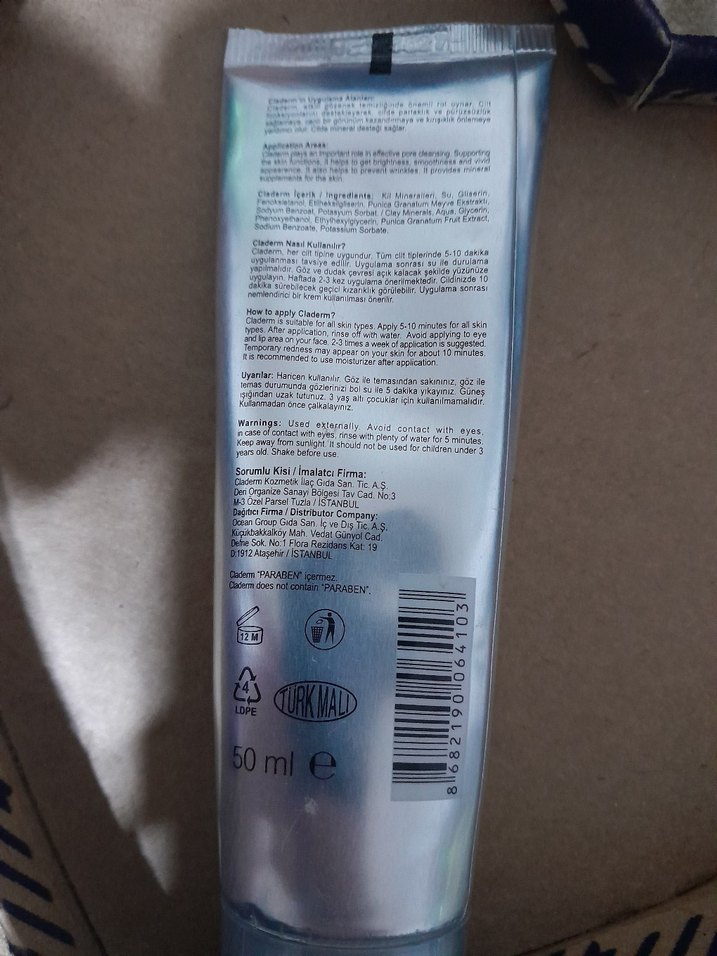 Claderm'in Uygulama Alanları:
Claderm, etkili gözenek temizliğinde önemli rol oynar. Cilt
fonksiyonlarını destekleyerek, cilde parlaklık ve pürüzsüzlük
sağlamaya, canlı bir görünüm kazandırmaya ve kırışıklık önlemeye
yardımcı olur. Cilde mineral desteği sağlar.
Application Areas:
Claderm plays an important role in effective pore cleansing. Supporting
the skin functions, it helps to get brightness, smoothness and vivid
appearence. It also helps to prevent wrinkles. It provides mineral
supplements for the skin.
Claderm İçerik / Ingredients: Kil Mineralleri, Su, Gliserin,
Fenoksietanol, Etilheksilgliserin, Punica Granatum Meyve Ekstraktı,
Sodyum Benzoat, Potasyum Sorbat. / Clay Minerals, Aqua, Glycerin,
Phenoxyethanol, Ethylhexylglycerin, Punica Granatum Fruit Extract,
Sodium Benzoate, Potassium Sorbate.
Claderm Nasıl Kullanılır?
Claderm, her cilt tipine uygundur. Tüm cilt tiplerinde 5-10 dakika
uygulanması tavsiye edilir. Uygulama sonrası su ile durulama
yapılmalıdır. Göz ve dudak çevresi açık kalacak şekilde yüzünüze
uygulayın. Haftada 2-3 kez uygulama önerilmektedir. Cildinizde 10
dakika sürebilecek geçici kızarıklık görülebilir. Uygulama sonrası
nemlendirici bir krem kullanılması önerilir.
How to apply Claderm?
Claderm is suitable for all skin types. Apply 5-10 minutes for all skin
types. After application, rinse off with water. Avoid applying to eye
and lip area on your face. 2-3 times a week of application is suggested.
Temporary redness may appear on your skin for about 10 minutes.
It is recommended to use moisturizer after application.
Uyarılar: Haricen kullanılır. Göz ile temasından sakınınız, göz ile
temas durumunda gözlerinizi bol su ile 5 dakika yıkayınız. Güneş
ışığından uzak tutunuz. 3 yaş altı çocuklar için kullanılmamalıdır.
Kullanmadan önce çalkalayınız.
Warnings: Used externally. Avoid contact with eyes,
in case of contact with eyes, rinse with plenty of water for 5 minutes.
Keep away from sunlight. It should not be used for children under 3
years old. Shake before use.
Sorumlu Kisi / İmalatcı Firma:
Claderm Kozmetik İlaç Gıda San. Tic. A.Ş.
Deri Organize Sanayi Bölgesi Tav Cad. No:3
M-3 Özel Parsel Tuzla / İSTANBUL
Dağıtıcı Firma / Distributor Company:
Ocean Group Gıda San. İç ve Dış Tic. A.Ş.
Küçükbakkalköy Mah. Vedat Günyol Cad.
Defne Sok. No:1 Flora Rezidans Kat: 19
D:1912 Ataşehir / İSTANBUL
Claderm "PARABEN" içermez.
Claderm does not contain "PARABEN".
12 M
4
LDPE
TÜRK MALI
50 ml e
8 682190 064103